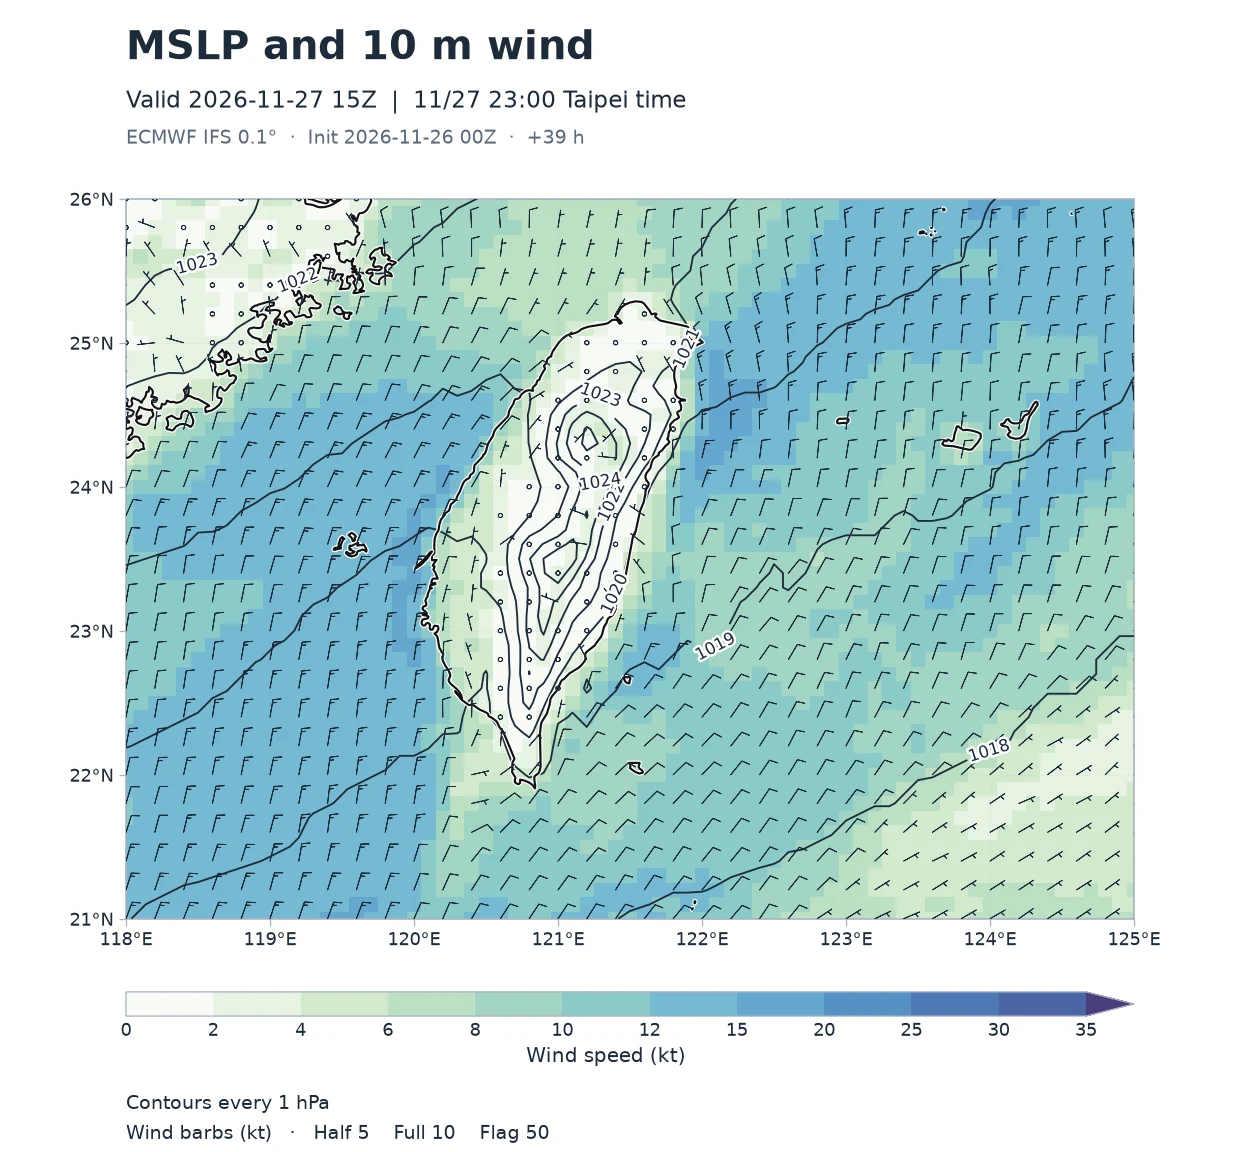 MSLP and 10 m wind
Valid 2026-11-27 15Z | 11/27 23:00 Taipei time
ECMWF IFS 0.1° · Init 2026-11-26 00Z · +39 h
26°N
25°N
24°N
23°N
22°N
21°N
1023
1022
1021
1023
1024
1022
1020
1019
1018
118°E 119°E 120°E 121°E 122°E 123°E 124°E 125°E
0 2 4 6 8 10 12 15 20 25 30 35
Wind speed (kt)
Contours every 1 hPa
Wind barbs (kt) · Half 5 Full 10 Flag 50